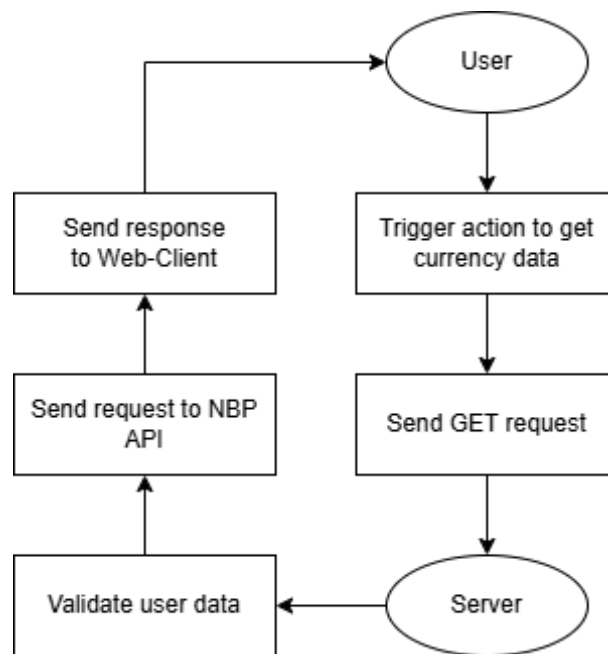 User
Send response
to Web-Client
Trigger action to get
currency data
Send request to NBP
API
Send GET request
Validate user data
Server